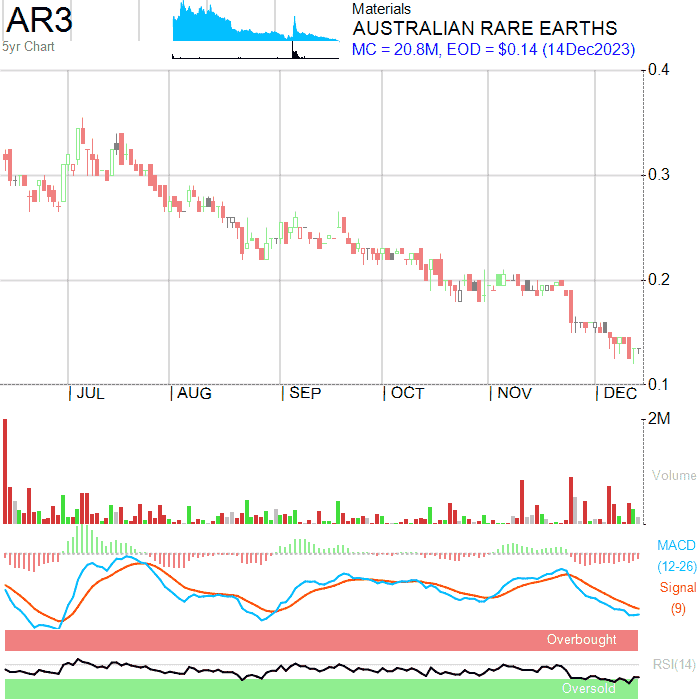 AR3
5yr Chart
Materials
AUSTRALIAN RARE EARTHS
MC = 20.8M, EOD = $0.14 (14Dec2023)
0.4
0.3
0.2
0.1
JUL AUG SEP OCT NOV DEC
2M
Volume
MACD
(12-26)
Signal
(9)
Overbought
RSI(14)
Oversold